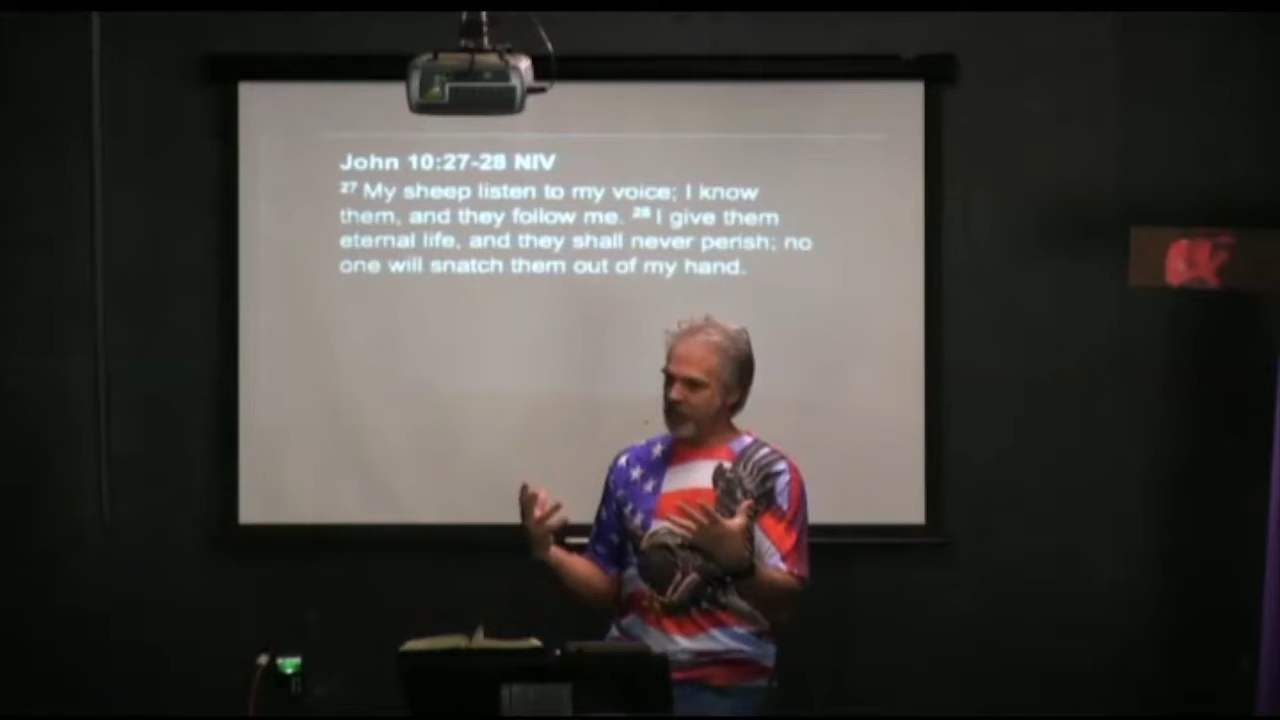 John 10:27-28 NIV
27 My sheep listen to my voice; I know
them, and they follow me. 28 I give them
eternal life, and they shall never perish; no
one will snatch them out of my hand.